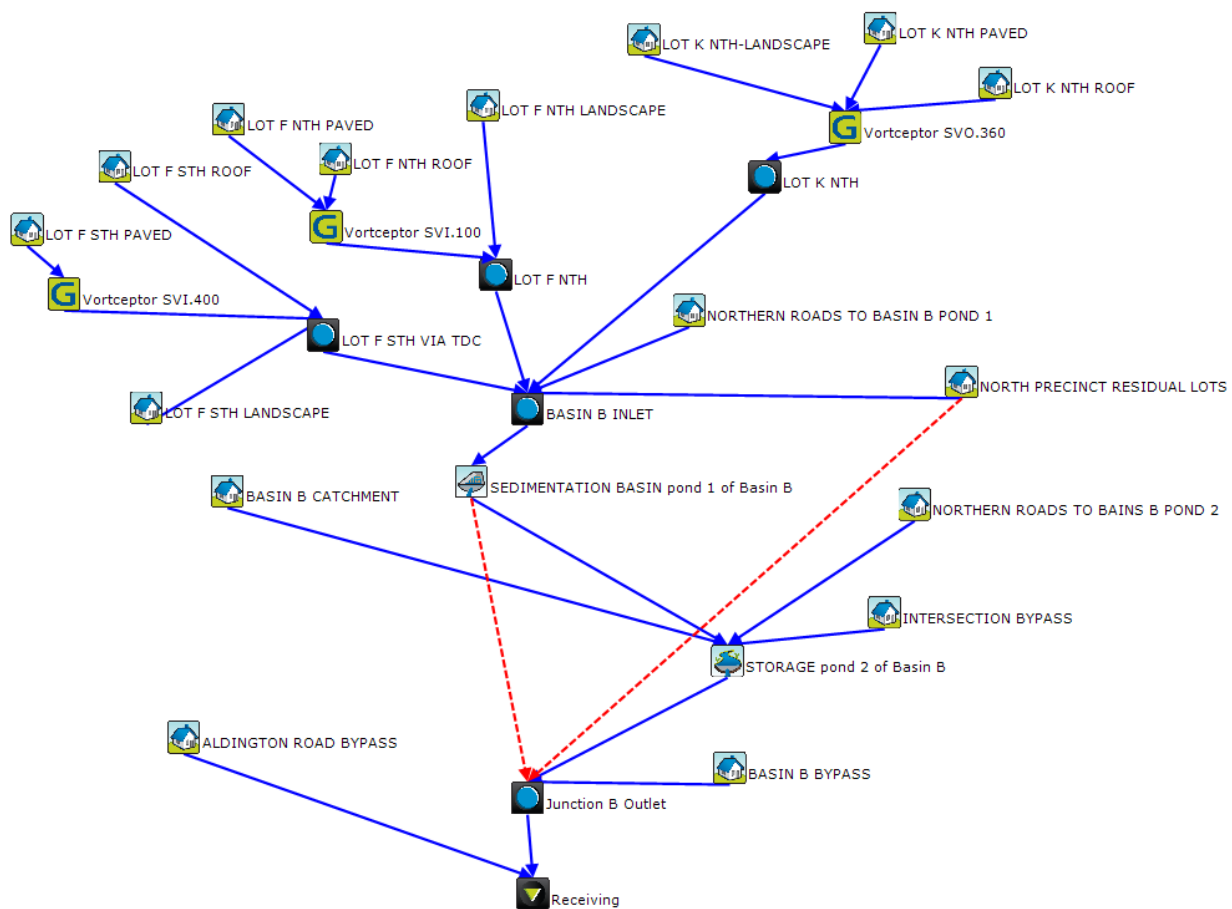 LOT K NTH-LANDSCAPE
LOT K NTH PAVED
LOT K NTH ROOF
LOT F NTH LANDSCAPE
LOT F NTH PAVED
G Vortceptor SVO.360
LOT F NTH ROOF
LOT F STH ROOF
LOT K NTH
G Vortceptor SVI.100
LOT F STH PAVED
LOT F NTH
G Vortceptor SVI.400
NORTHERN ROADS TO BASIN B POND 1
LOT F STH VIA TDC
NORTH PRECINCT RESIDUAL LOTS
LOT F STH LANDSCAPE
BASIN B INLET
SEDIMENTATION BASIN pond 1 of Basin B
BASIN B CATCHMENT
NORTHERN ROADS TO BAINS B POND 2
INTERSECTION BYPASS
STORAGE pond 2 of Basin B
ALDINGTON ROAD BYPASS
BASIN B BYPASS
Junction B Outlet
Receiving